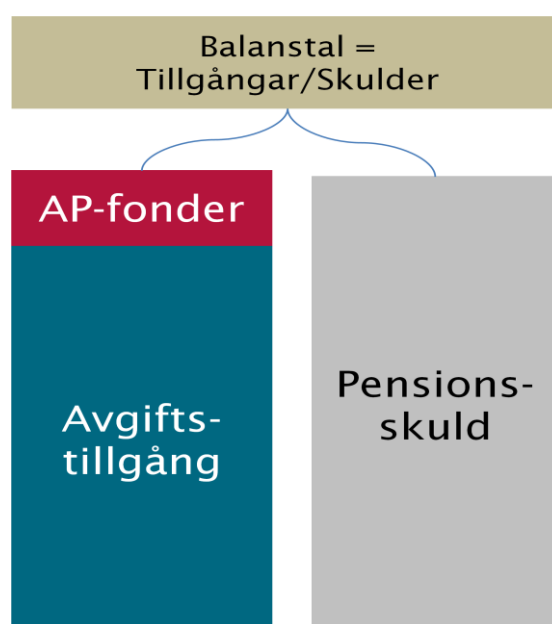 Balanstal =
Tillgångar/Skulder
AP-fonder
Avgifts-
tillgång
Pensions-
skuld